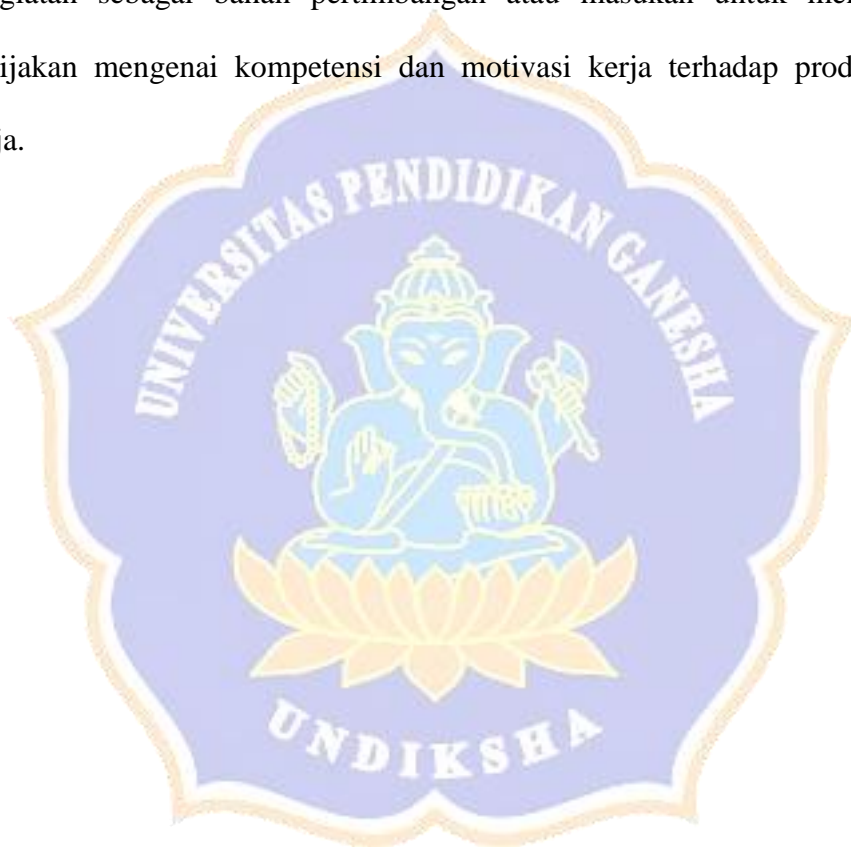 giatan sebagai bahan pertimbangan atau masukan untuk
ijakan mengenai kompetensi dan motivasi kerja terhadap prod
ja.
UNIVERSITAS PENDIDIKAN GANESHA
UNDIKSHA